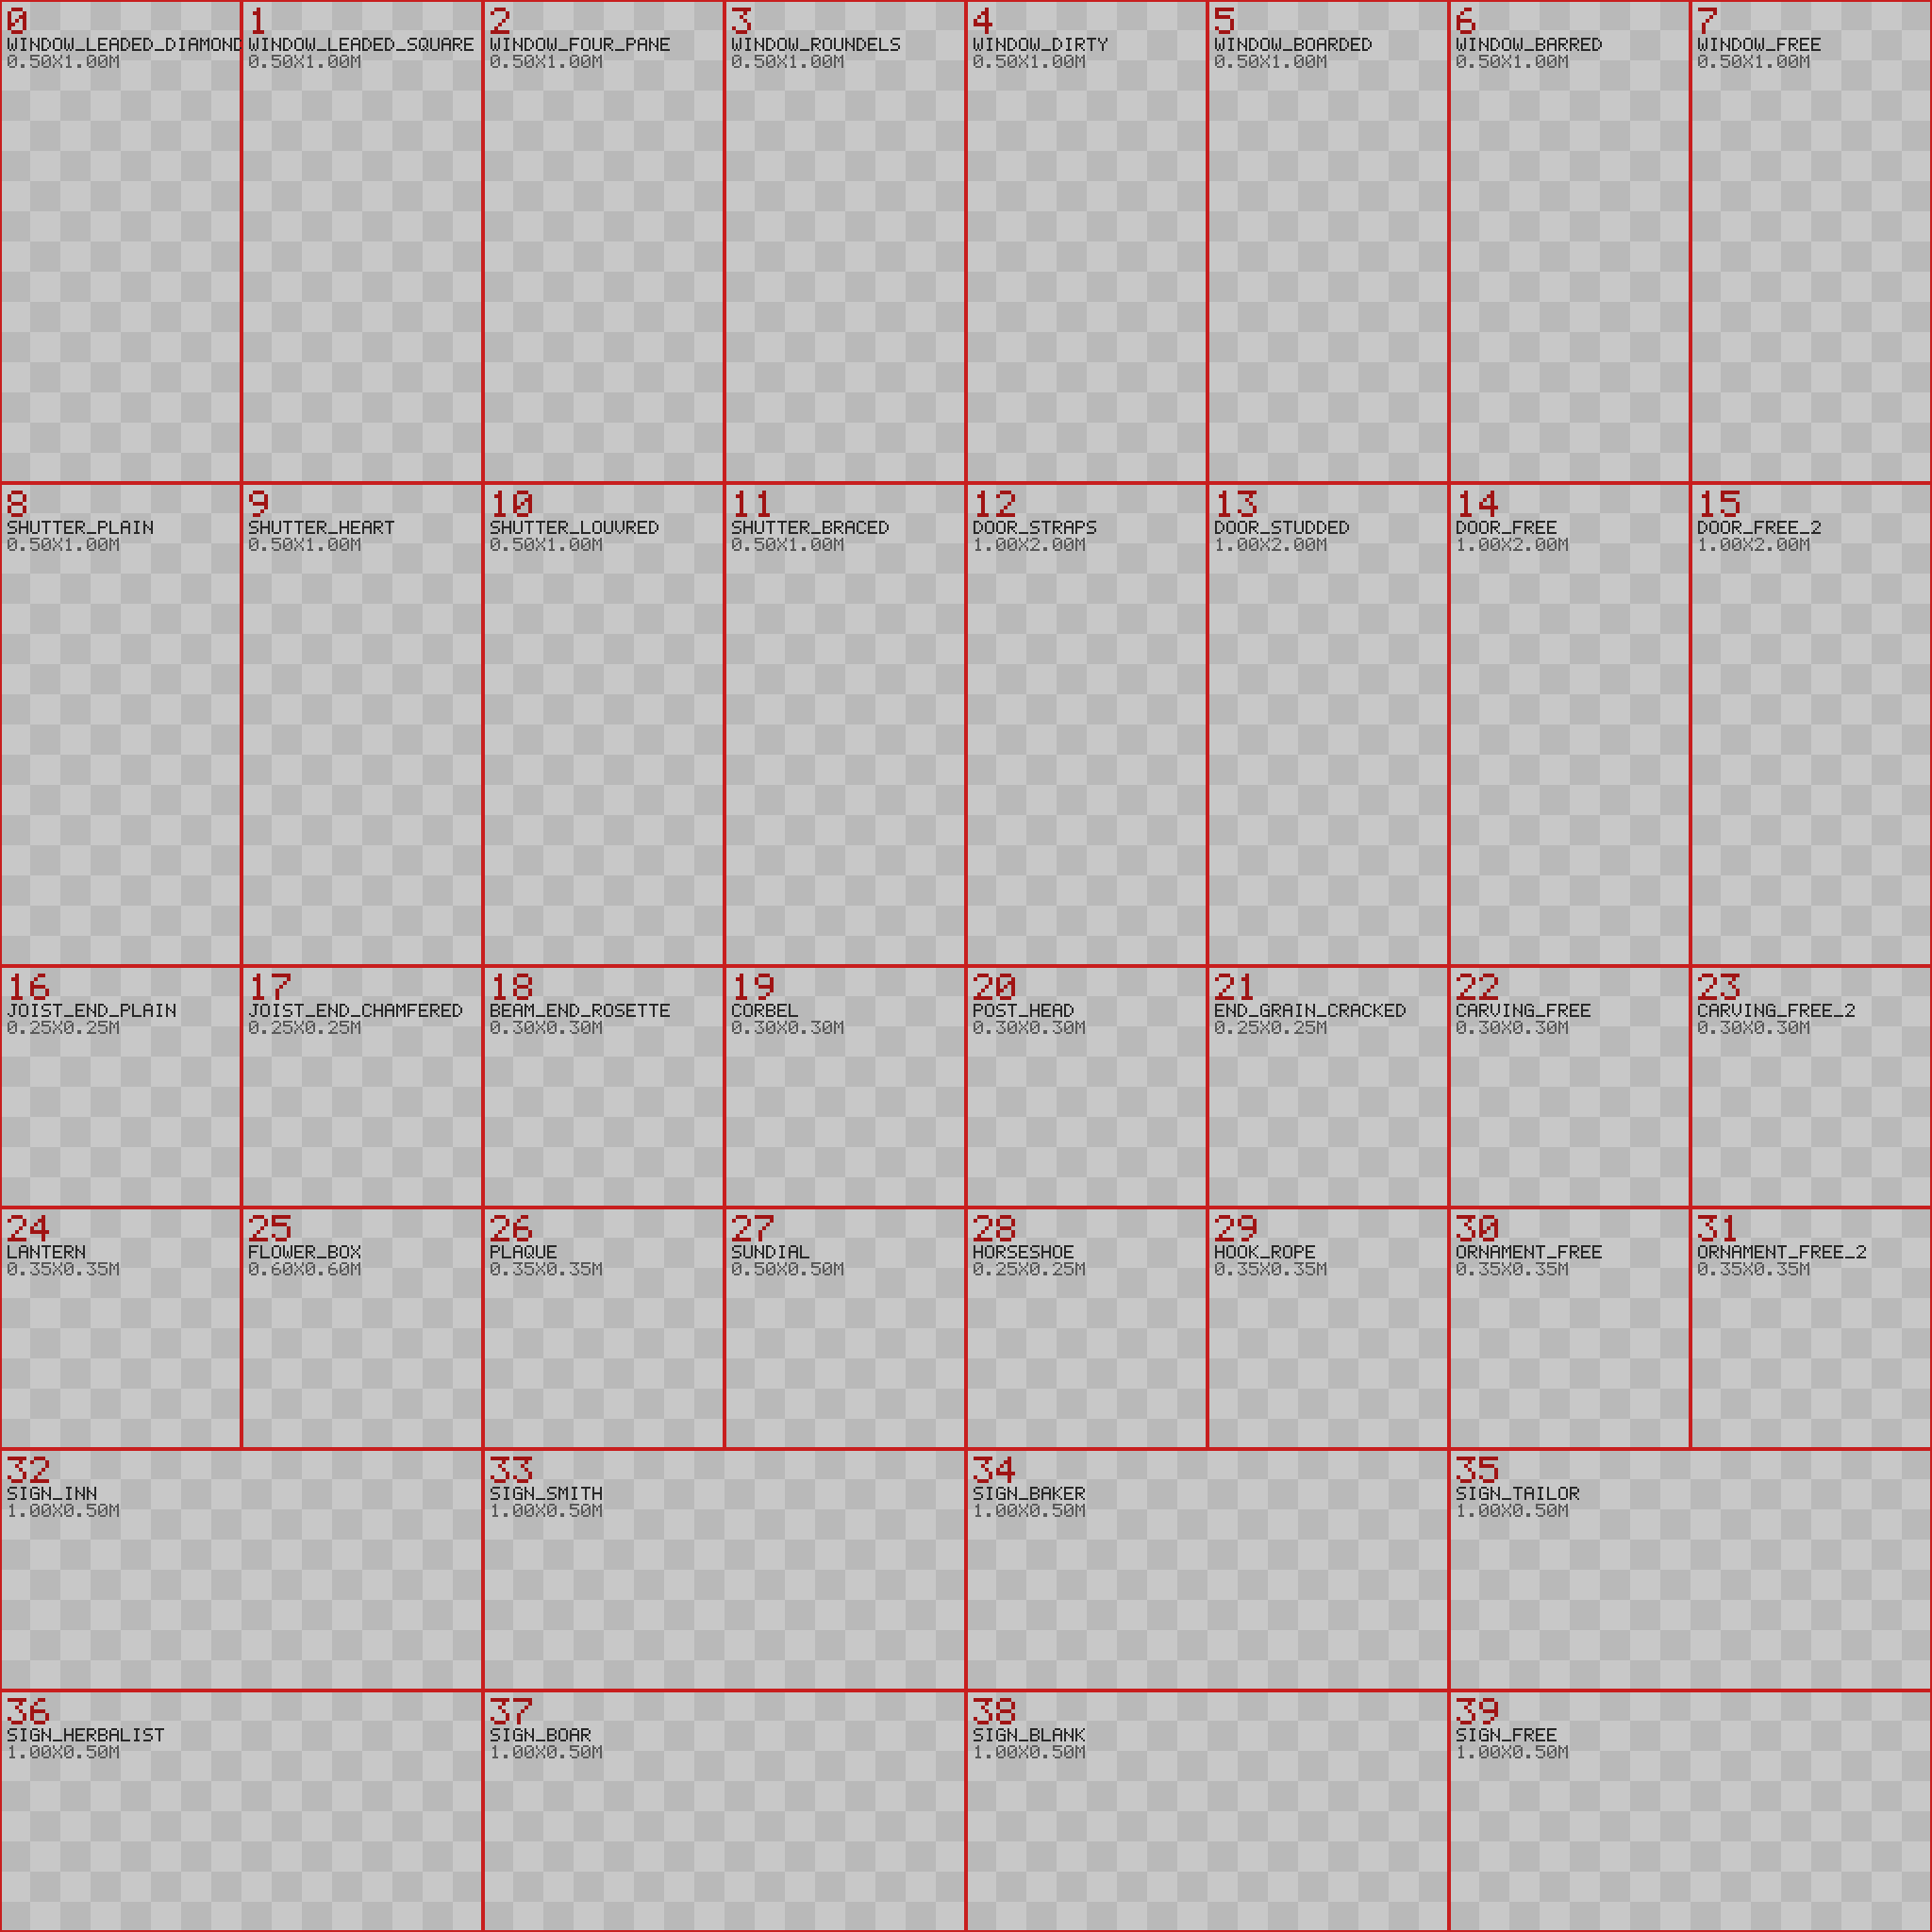 0
WINDOW_LEADED_DIAMOND
0.50X1.00M
1
WINDOW_LEADED_SQUARE
0.50X1.00M
2
WINDOW_FOUR_PANE
0.50X1.00M
3
WINDOW_ROUNDELS
0.50X1.00M
4
WINDOW_DIRTY
0.50X1.00M
5
WINDOW_BOARDED
0.50X1.00M
6
WINDOW_BARRED
0.50X1.00M
7
WINDOW_FREE
0.50X1.00M
8
SHUTTER_PLAIN
0.50X1.00M
9
SHUTTER_HEART
0.50X1.00M
10
SHUTTER_LOUVRED
0.50X1.00M
11
SHUTTER_BRACED
0.50X1.00M
12
DOOR_STRAPS
1.00X2.00M
13
DOOR_STUDDED
1.00X2.00M
14
DOOR_FREE
1.00X2.00M
15
DOOR_FREE_2
1.00X2.00M
16
JOIST_END_PLAIN
0.25X0.25M
17
JOIST_END_CHAMFERED
0.25X0.25M
18
BEAM_END_ROSETTE
0.30X0.30M
19
CORBEL
0.30X0.30M
20
POST_HEAD
0.30X0.30M
21
END_GRAIN_CRACKED
0.25X0.25M
22
CARVING_FREE
0.30X0.30M
23
CARVING_FREE_2
0.30X0.30M
24
LANTERN
0.35X0.35M
25
FLOWER_BOX
0.60X0.60M
26
PLAQUE
0.35X0.35M
27
SUNDIAL
0.50X0.50M
28
HORSESHOE
0.25X0.25M
29
HOOK_ROPE
0.35X0.35M
30
ORNAMENT_FREE
0.35X0.35M
31
ORNAMENT_FREE_2
0.35X0.35M
32
SIGN_INN
1.00X0.50M
33
SIGN_SMITH
1.00X0.50M
34
SIGN_BAKER
1.00X0.50M
35
SIGN_TAILOR
1.00X0.50M
36
SIGN_HERBALIST
1.00X0.50M
37
SIGN_BOAR
1.00X0.50M
38
SIGN_BLANK
1.00X0.50M
39
SIGN_FREE
1.00X0.50M